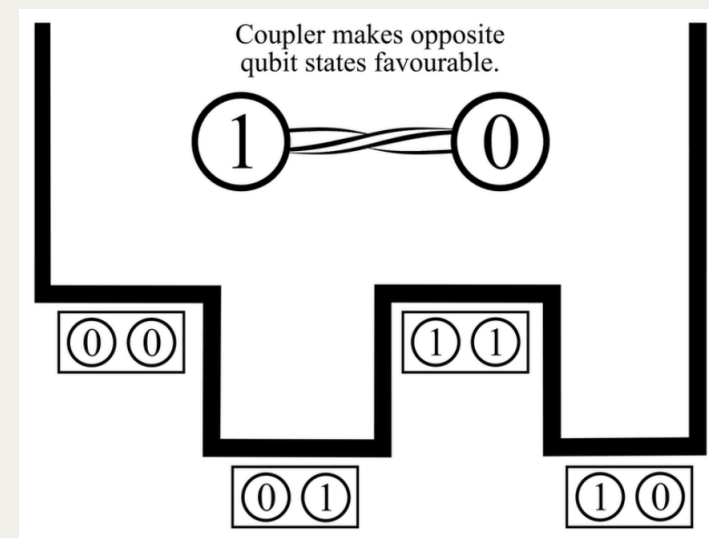 Coupler makes opposite
qubit states favourable.
1 0
0 0
1 1
0 1
1 0